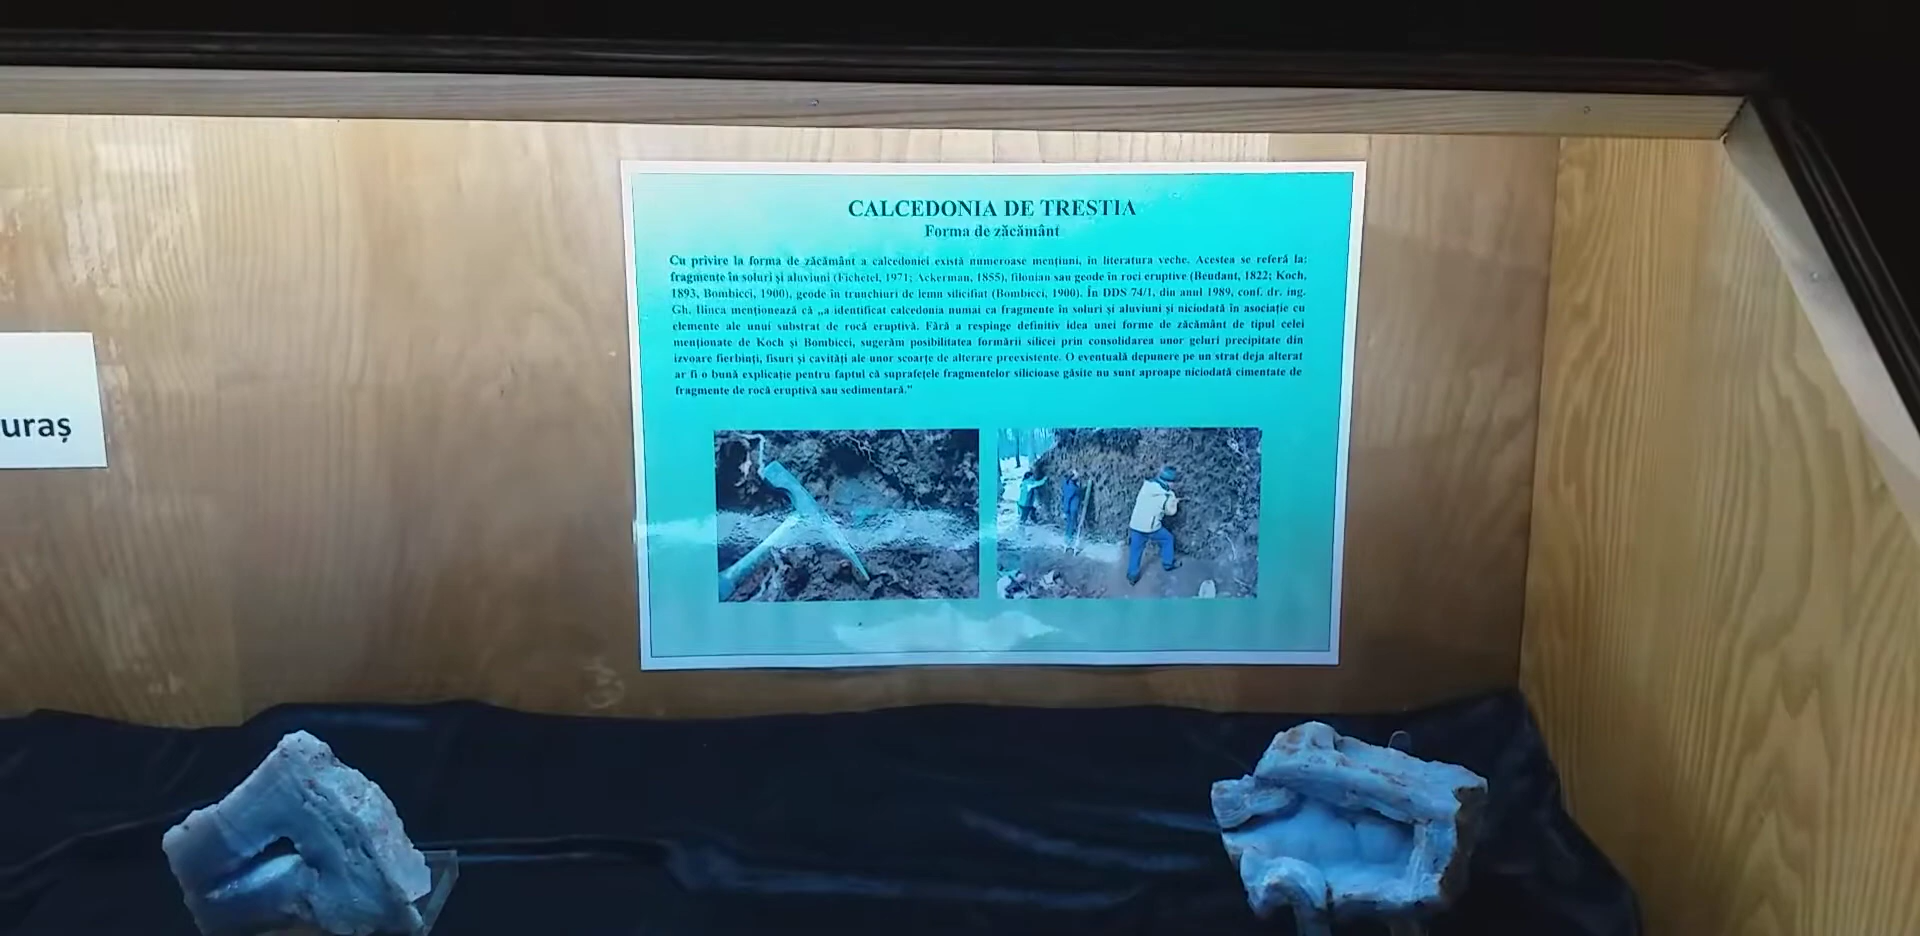 CALCEDONIA DE TRESTIA
Forma de zăcământ
Cu privire la forma de zăcământ a calcedoniei există numeroase mențiuni, în literatura veche. Acestea se referă la:
fragmente în soluri și aluviuni (Fichetel, 1971; Ackerman, 1855), filonian sau geode în roci eruptive (Beudant, 1822; Koch,
1893, Bombicci, 1900), geode în trunchiuri de lemn silicifiat (Bombicci, 1900). În DDS 74/1, din anul 1989, conf. dr. ing.
Gh. Ilinca menționează că „a identificat calcedonia numai ca fragmente în soluri și aluviuni și niciodată în asociație cu
elemente ale unui substrat de rocă eruptivă. Fără a respinge definitiv ideea unei forme de zăcământ de tipul celei
menționate de Koch și Bombicci, sugerăm posibilitatea formării silicei prin consolidarea unor geluri precipitate din
izvoare fierbinți, fisuri și cavități ale unor scoarțe de alterare preexistente. O eventuală depunere pe un strat deja alterat
ar fi o bună explicație pentru faptul că suprafețele fragmentelor silicioase găsite nu sunt aproape niciodată cimentate de
fragmente de rocă eruptivă sau sedimentară."
uraș